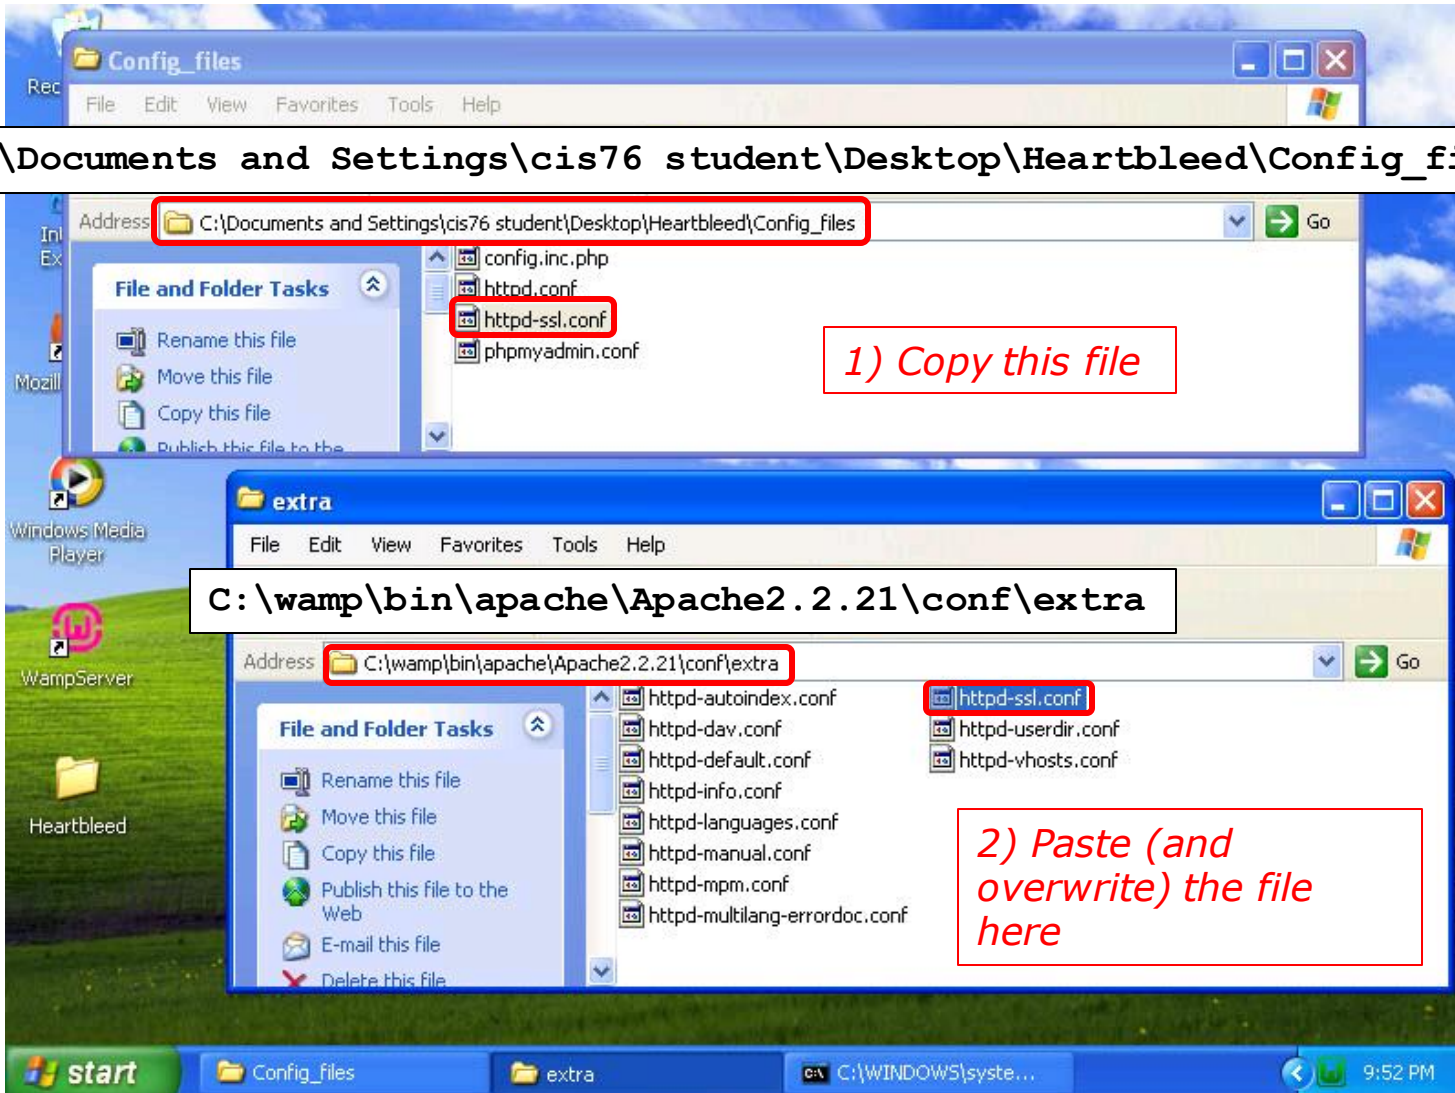 Config_files
Rec
File Edit View Favorites Tools Help
\Documents and Settings\cis76 student\Desktop\Heartbleed\Config_fi
Address C:\Documents and Settings\cis76 student\Desktop\Heartbleed\Config_files Go
Ex
config.inc.php
File and Folder Tasks
httpd.conf
httpd-ssl.conf
Rename this file
phpmyadmin.conf
1) Copy this file
Mozill
Move this file
Copy this file
Publish this file to the
extra
Windows Media
Player
File Edit View Favorites Tools Help
C:\wamp\bin\apache\Apache2.2.21\conf\extra
WampServer
Address C:\wamp\bin\apache\Apache2.2.21\conf\extra Go
httpd-autoindex.conf httpd-ssl.conf
File and Folder Tasks
httpd-dav.conf httpd-userdir.conf
httpd-default.conf httpd-vhosts.conf
Rename this file
httpd-info.conf
Move this file
httpd-languages.conf
Heartbleed
Copy this file
httpd-manual.conf
Publish this file to the
Web
httpd-mpm.conf
httpd-multilang-errordoc.conf
2) Paste (and
overwrite) the file
here
E-mail this file
Delete this file
start Config_files extra C:\WINDOWS\syste... 9:52 PM